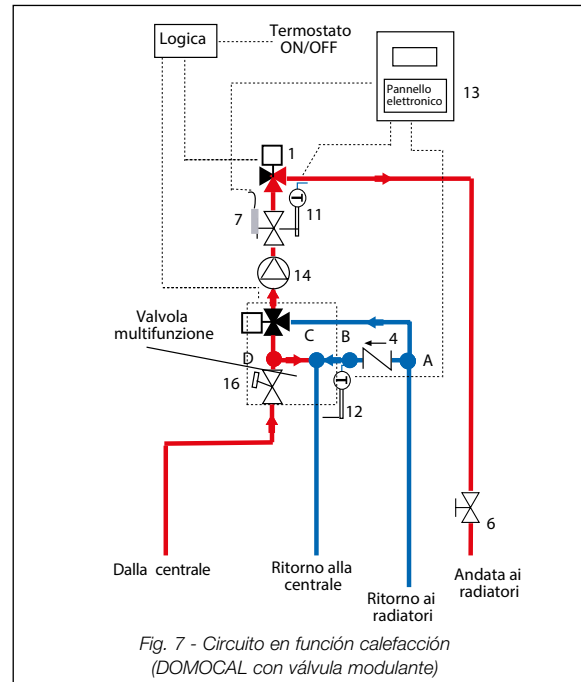 Logica
Termostato
ON/OFF
Pannello
elettronico
13
1
T
7
11
14
Valvola
multifunzione
C
B
4
D
A
T
16
12
6
Dalla centrale
Ritorno alla
centrale
Ritorno ai
radiatori
Andata ai
radiatori
Fig. 7 - Circuito en función calefacción
(DOMOCAL con válvula modulante)